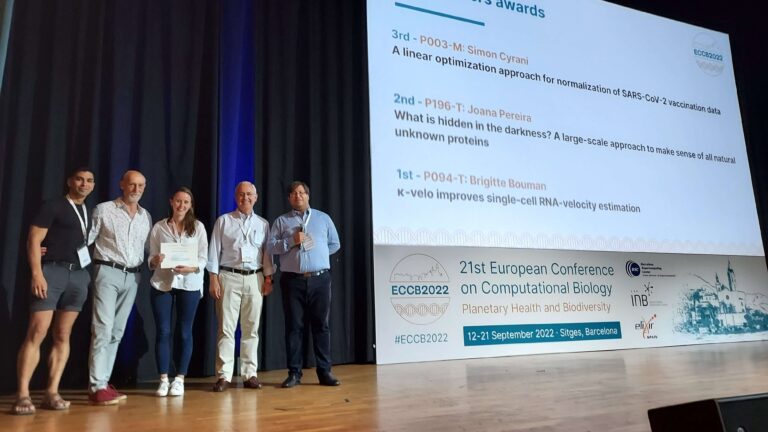 awards
3rd - P003-M: Simon Cyrani
A linear optimization approach for normalization of SARS-CoV-2 vaccination data
ECCB2022
2nd - P196-T: Joana Pereira
What is hidden in the darkness? A large-scale approach to make sense of all natural
unknown proteins
1st - P094-T: Brigitte Bouman
κ-velo improves single-cell RNA-velocity estimation
ECCB2022
#ECCB2022
21st European Conference
on Computational Biology
Planetary Health and Biodiversity
12-21 September 2022 · Sitges, Barcelona
BSC
INB
elixir
SPAIN